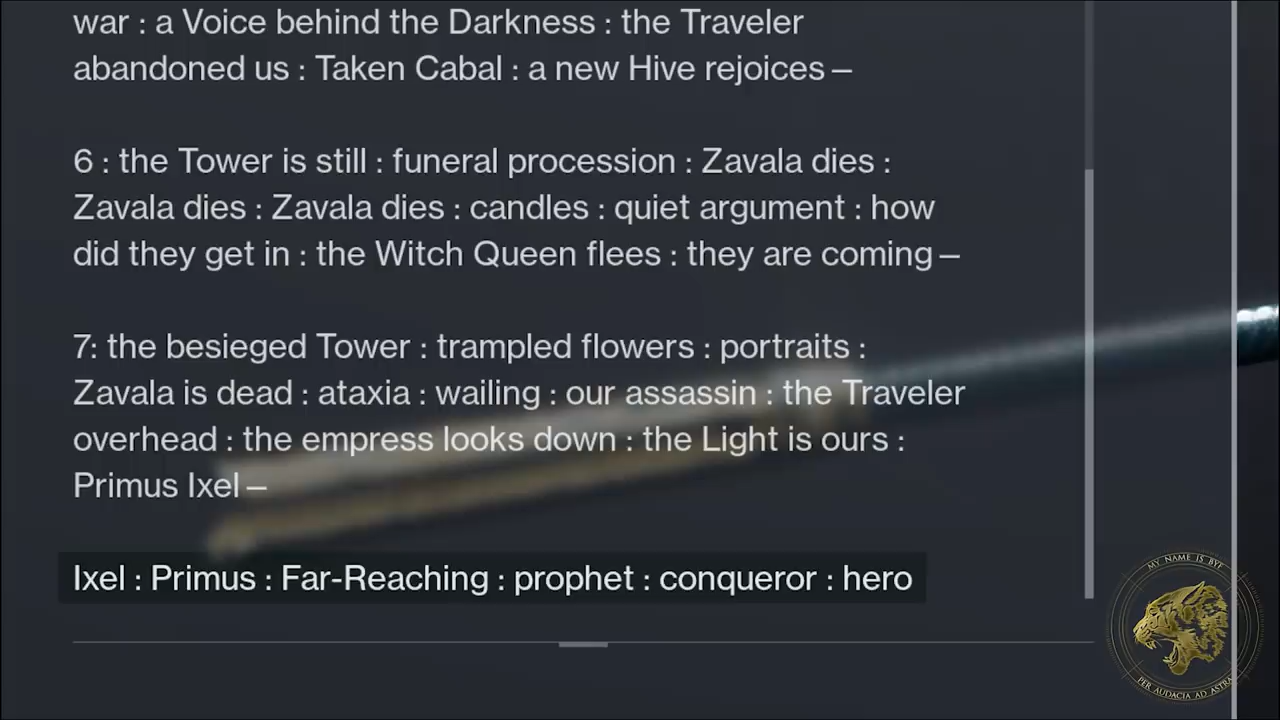 war : a Voice behind the Darkness : the Traveler
abandoned us : Taken Cabal : a new Hive rejoices —
6 : the Tower is still : funeral procession : Zavala dies :
Zavala dies : Zavala dies : candles : quiet argument : how
did they get in : the Witch Queen flees : they are coming —
7: the besieged Tower : trampled flowers : portraits :
Zavala is dead : ataxia : wailing : our assassin : the Traveler
overhead : the empress looks down : the Light is ours :
Primus Ixel —
Ixel : Primus : Far-Reaching : prophet : conqueror : hero
MY NAME IS BYF
PER AUDACIA AD ASTRA